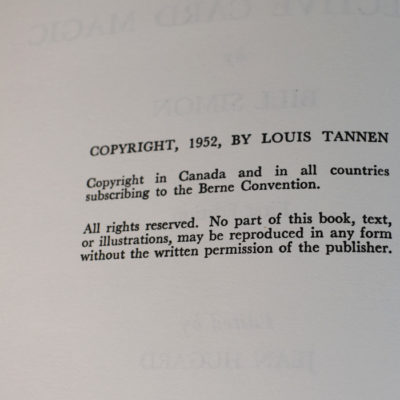 COPYRIGHT, 1952, BY LOUIS TANNEN
Copyright in Canada and in all countries
subscribing to the Berne Convention.
All rights reserved. No part of this book, text,
or illustrations, may be reproduced in any form
without the written permission of the publisher.